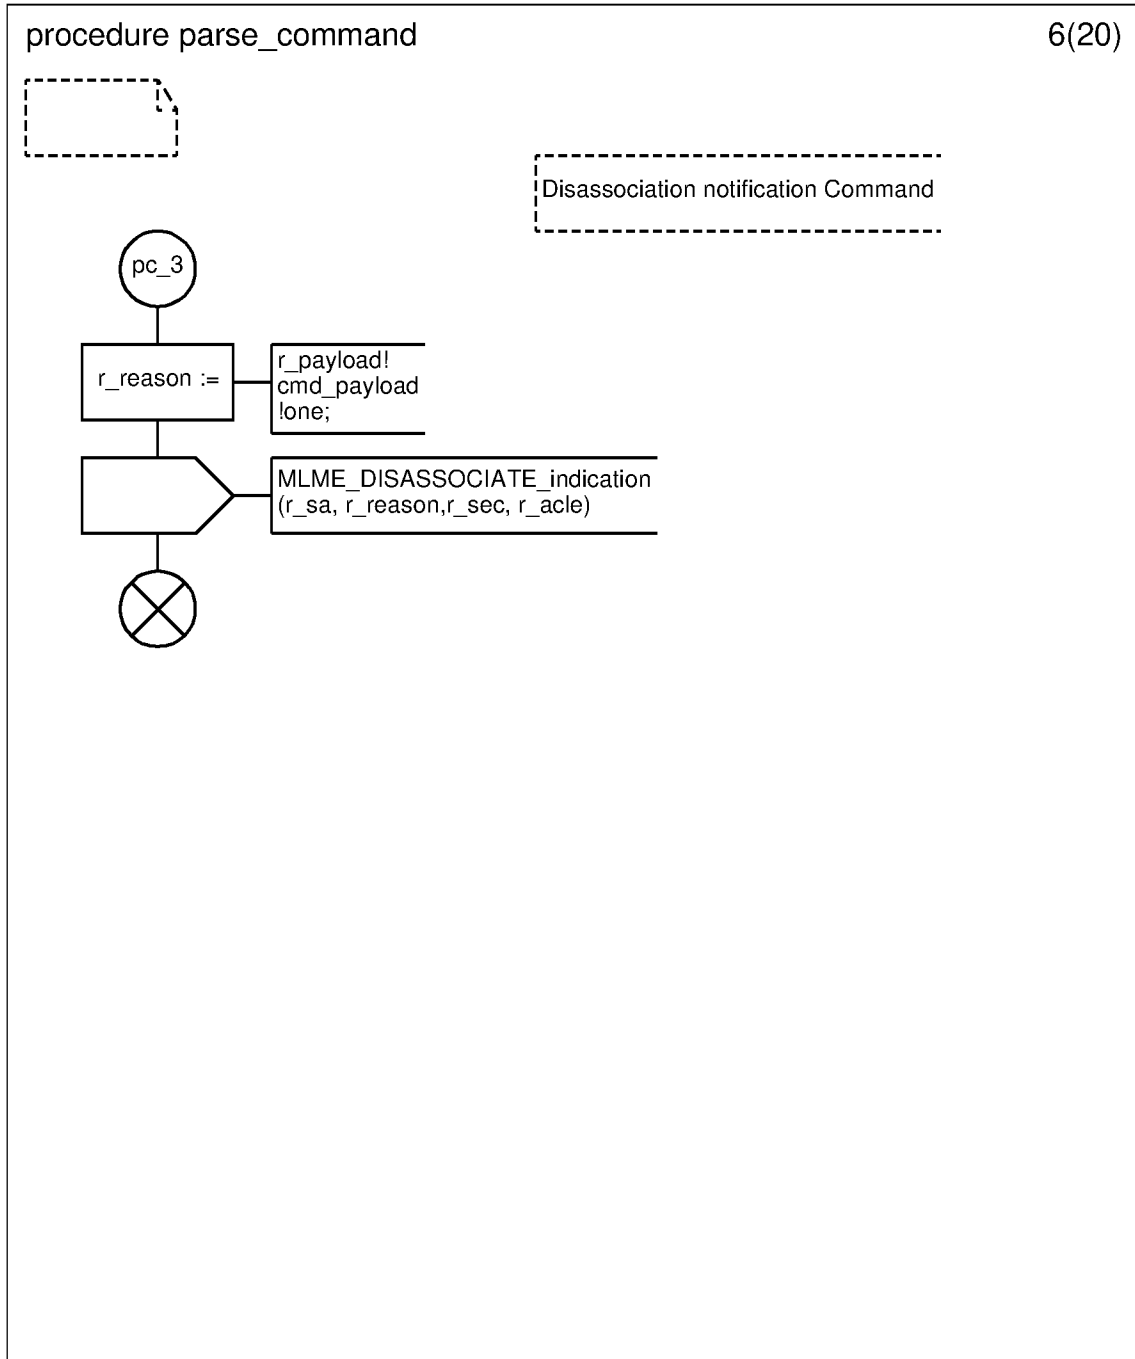 procedure parse_command
6(20)
Disassociation notification Command
pc_3
r_reason :=
r_payload!
cmd_payload
!one;
MLME_DISASSOCIATE_indication
(r_sa, r_reason,r_sec, r_acle)